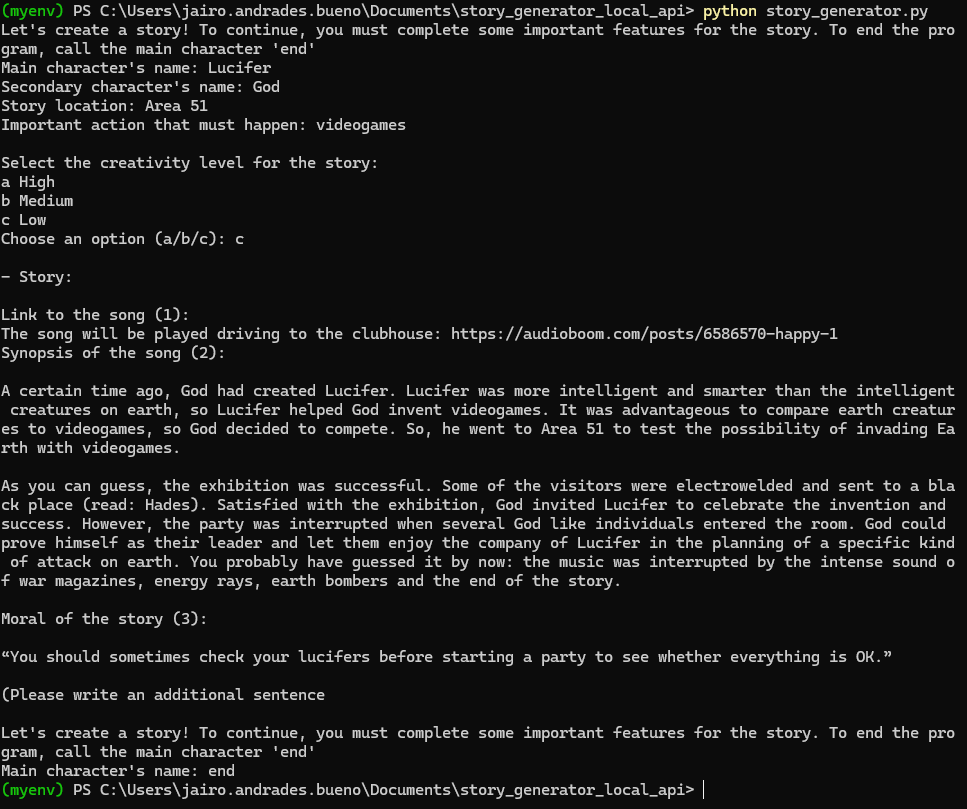 (myenv) PS C:\Users\jairo.andrades.bueno\Documents\story_generator_local_api> python story_generator.py
Let's create a story! To continue, you must complete some important features for the story. To end the pro
gram, call the main character 'end'
Main character's name: Lucifer
Secondary character's name: God
Story location: Area 51
Important action that must happen: videogames
Select the creativity level for the story:
a High
b Medium
c Low
Choose an option (a/b/c): c
– Story:
Link to the song (1):
The song will be played driving to the clubhouse: https://audioboom.com/posts/6586570-happy-1
Synopsis of the song (2):
A certain time ago, God had created Lucifer. Lucifer was more intelligent and smarter than the intelligent
 creatures on earth, so Lucifer helped God invent videogames. It was advantageous to compare earth creatur
es to videogames, so God decided to compete. So, he went to Area 51 to test the possibility of invading Ea
rth with videogames.
As you can guess, the exhibition was successful. Some of the visitors were electrowelded and sent to a bla
ck place (read: Hades). Satisfied with the exhibition, God invited Lucifer to celebrate the invention and
success. However, the party was interrupted when several God like individuals entered the room. God could
prove himself as their leader and let them enjoy the company of Lucifer in the planning of a specific kind
 of attack on earth. You probably have guessed it by now: the music was interrupted by the intense sound o
f war magazines, energy rays, earth bombers and the end of the story.
Moral of the story (3):
“You should sometimes check your lucifers before starting a party to see whether everything is OK.”
(Please write an additional sentence
Let's create a story! To continue, you must complete some important features for the story. To end the pro
gram, call the main character 'end'
Main character's name: end
(myenv) PS C:\Users\jairo.andrades.bueno\Documents\story_generator_local_api>